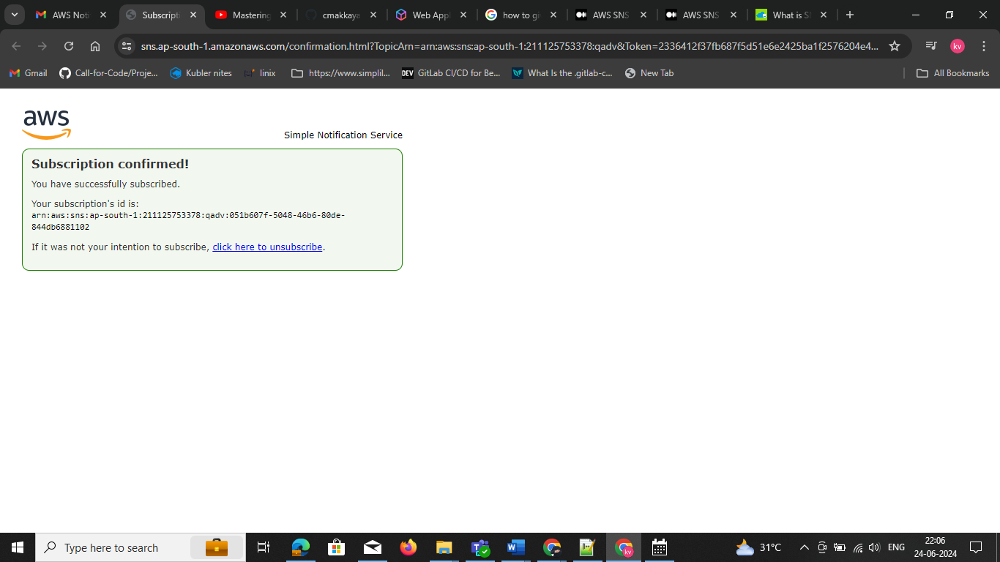 AWS Noti
Subscripti
Mastering
cmakkaya
Web Appl
how to gi
AWS SNS
AWS SNS
What is S
sns.ap-south-1.amazonaws.com/confirmation.html?TopicArn=arn:aws:sns:ap-south-1:211125753378:qadv&Token=2336412f37fb687f5d51e6e2425ba1f2576204e4...
kv
Gmail
Call-for-Code/Proje...
Kubler nites
linix
https://www.simplil...
DEV
GitLab CI/CD for Be...
What Is the .gitlab-c...
New Tab
All Bookmarks
aws
Simple Notification Service
Subscription confirmed!
You have successfully subscribed.
Your subscription's id is:
arn:aws:sns:ap-south-1:211125753378:qadv:051b607f-5048-46b6-80de-
844db6881102
If it was not your intention to subscribe, click here to unsubscribe.
Type here to search
kv
31°C
ENG
22:06
24-06-2024